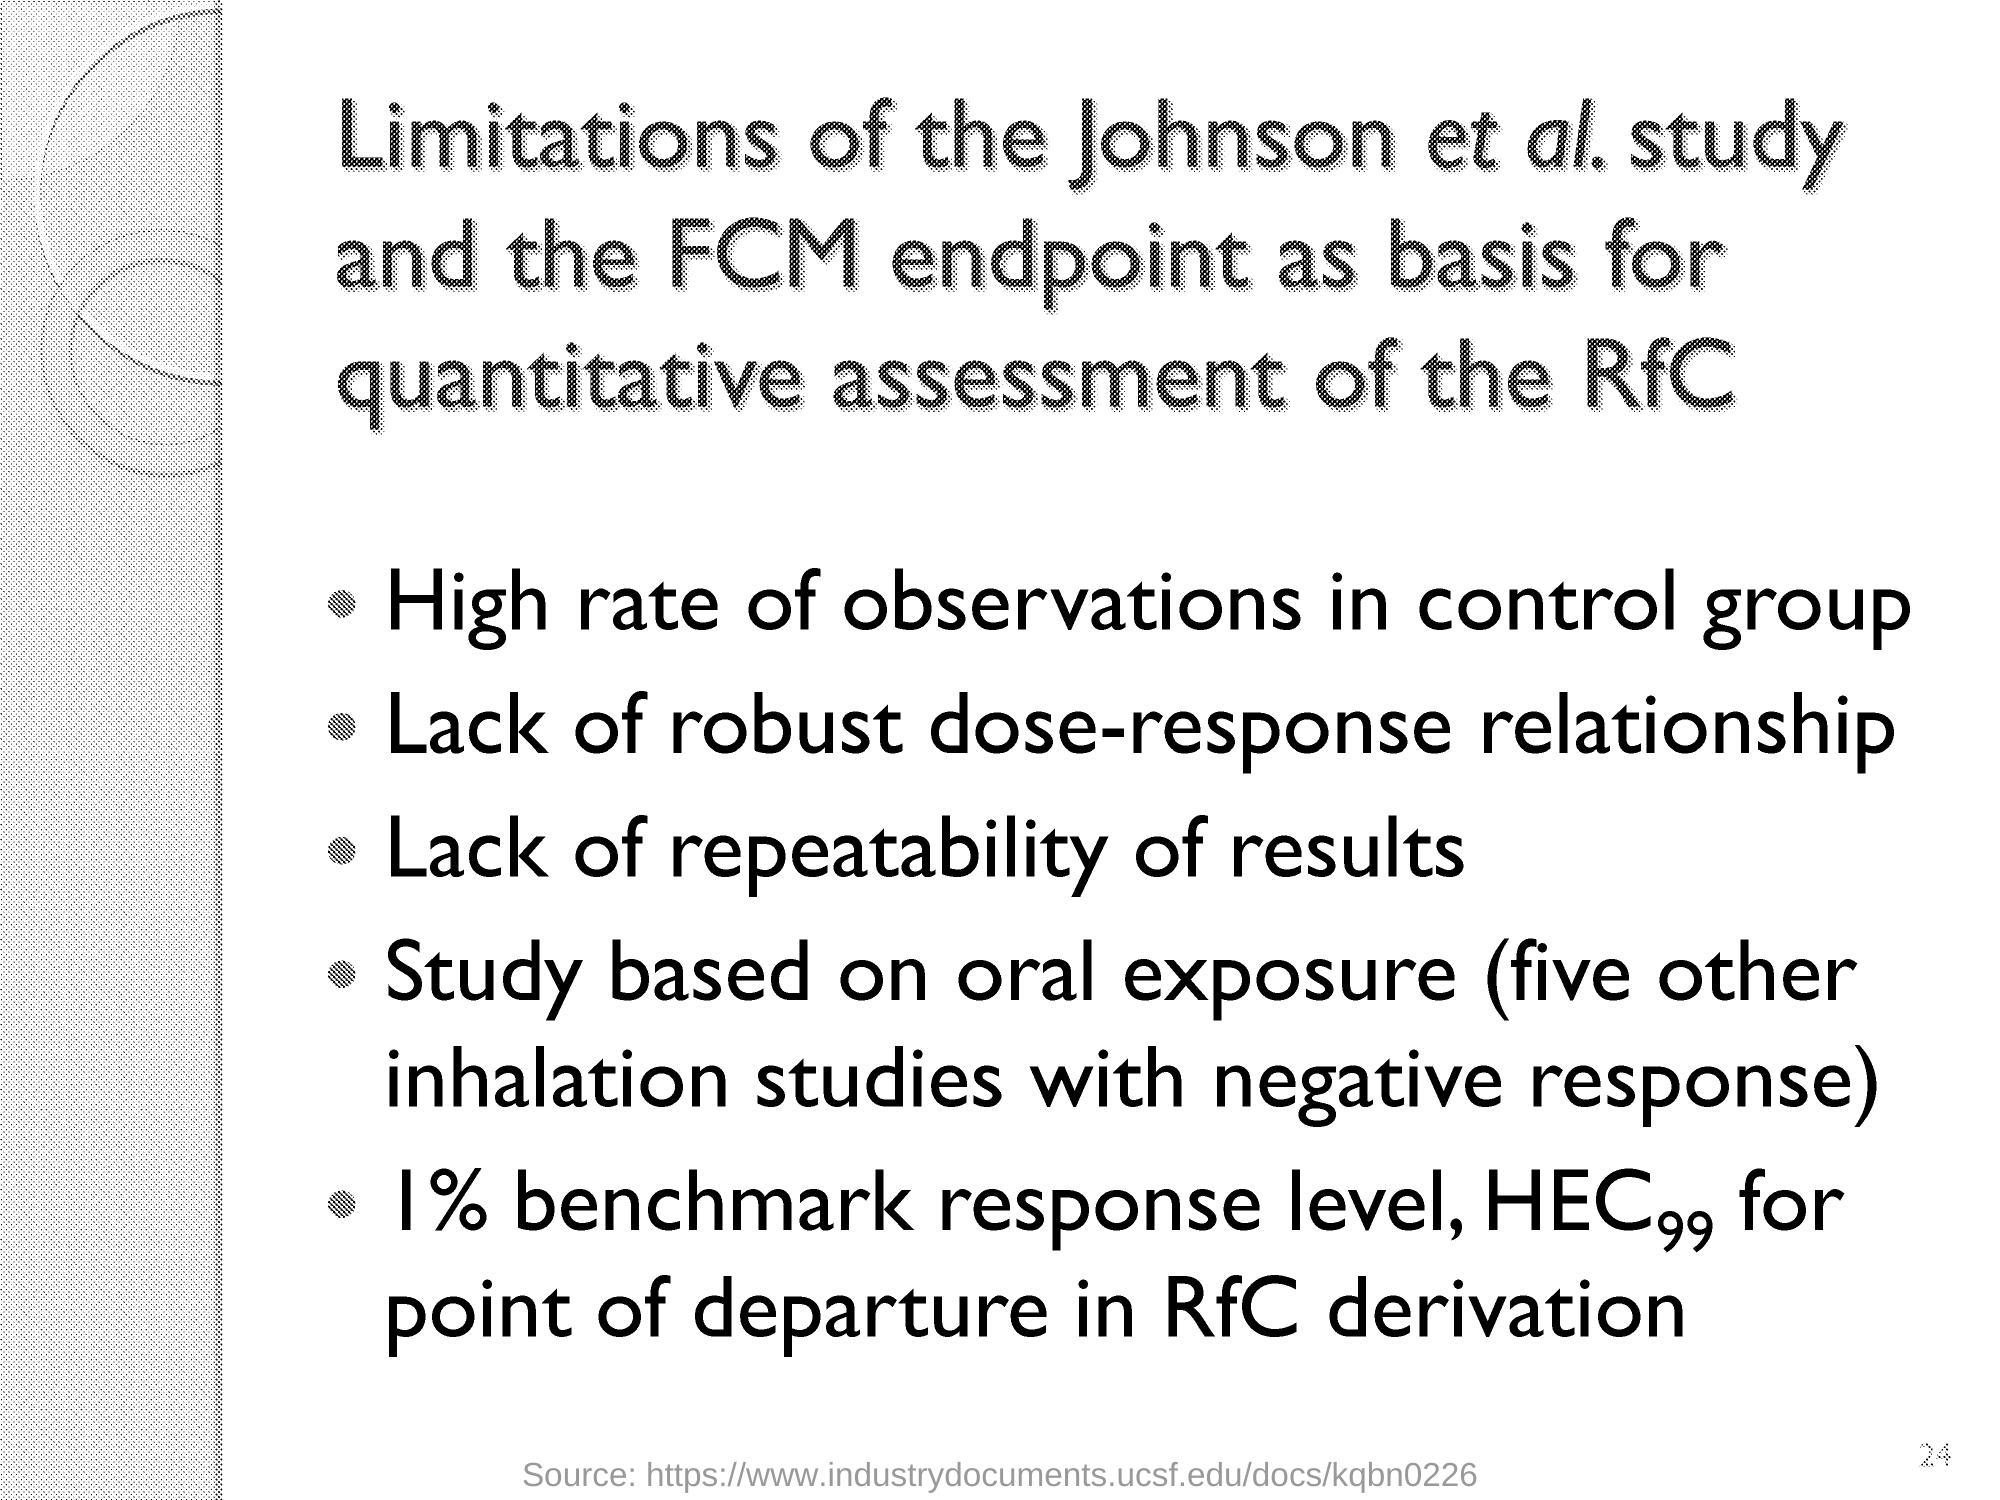 Limitations of the Johnson et al. study
and the FCM endpoint as basis for
quantitative assessment of the RfC
• High rate of observations in control group
• Lack of robust dose-response relationship
• Lack of repeatability of results
• Study based on oral exposure (five other
inhalation studies with negative response)
• 1% benchmark response level, HEC₉₉ for
point of departure in RfC derivation
24
Source: https://www.industrydocuments.ucsf.edu/docs/kqbn0226